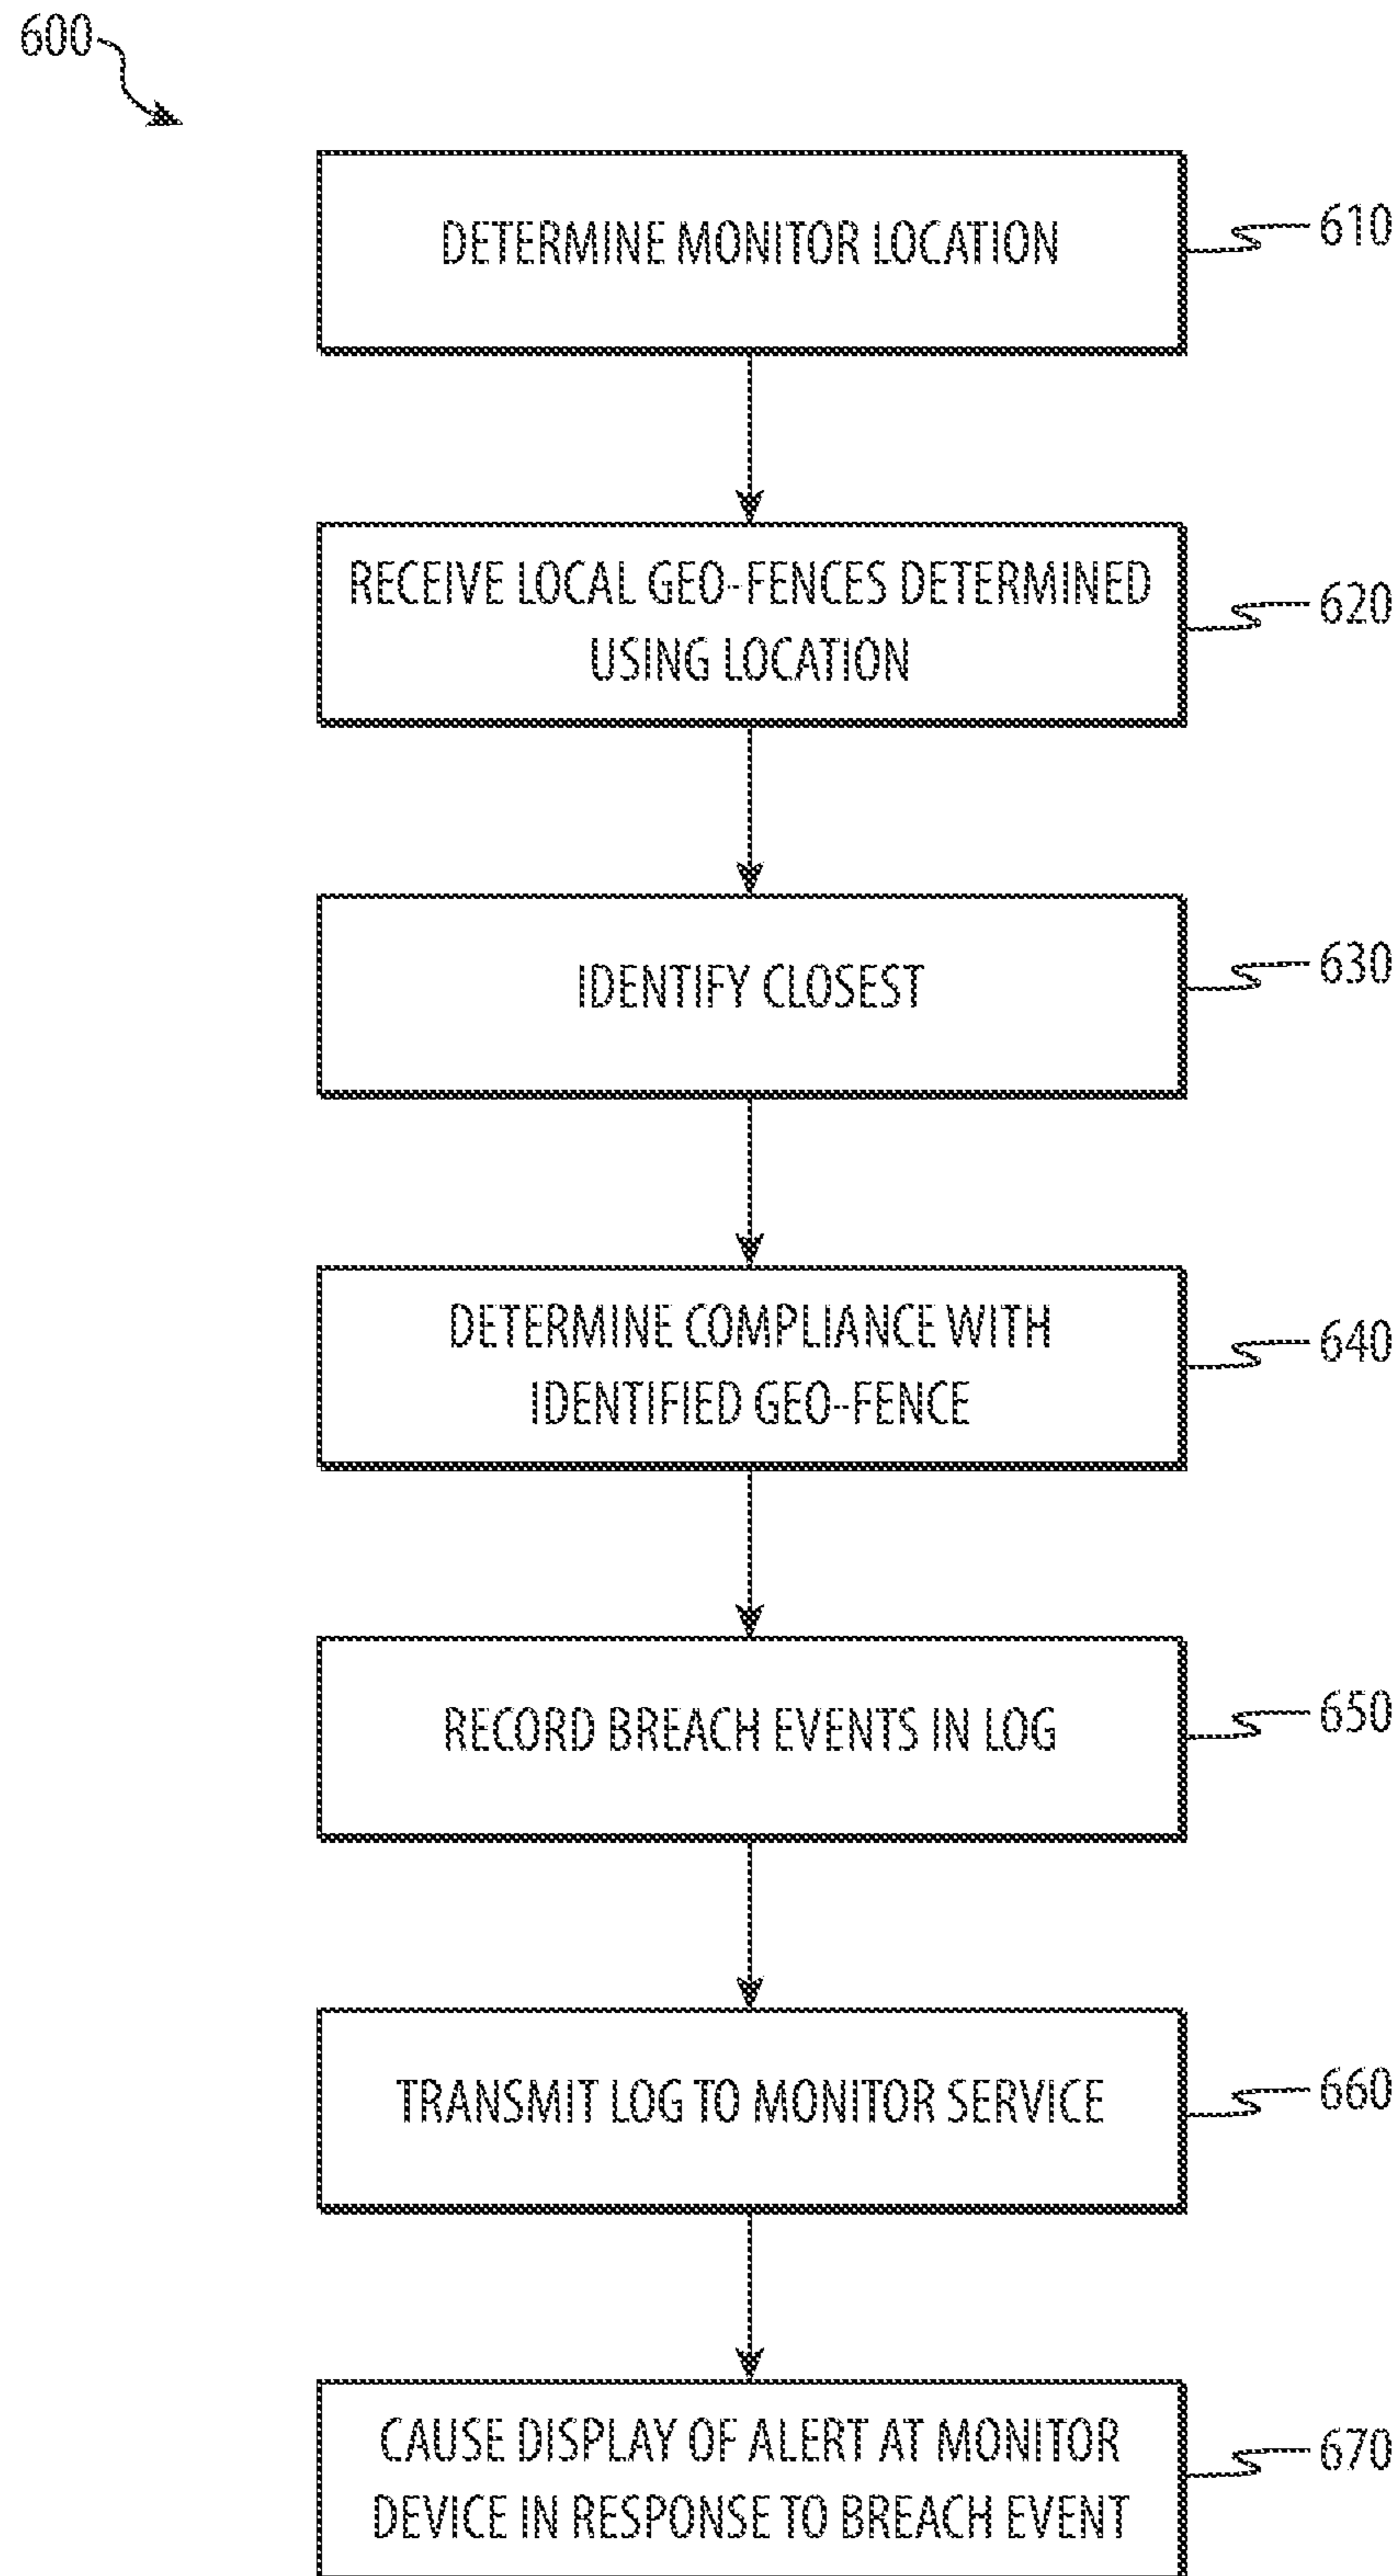 600
DETERMINE MONITOR LOCATION
610
RECEIVE LOCAL GEO-FENCES DETERMINED
USING LOCATION
620
IDENTIFY CLOSEST
630
DETERMINE COMPLIANCE WITH
IDENTIFIED GEO-FENCE
640
RECORD BREACH EVENTS IN LOG
650
TRANSMIT LOG TO MONITOR SERVICE
660
CAUSE DISPLAY OF ALERT AT MONITOR
DEVICE IN RESPONSE TO BREACH EVENT
670